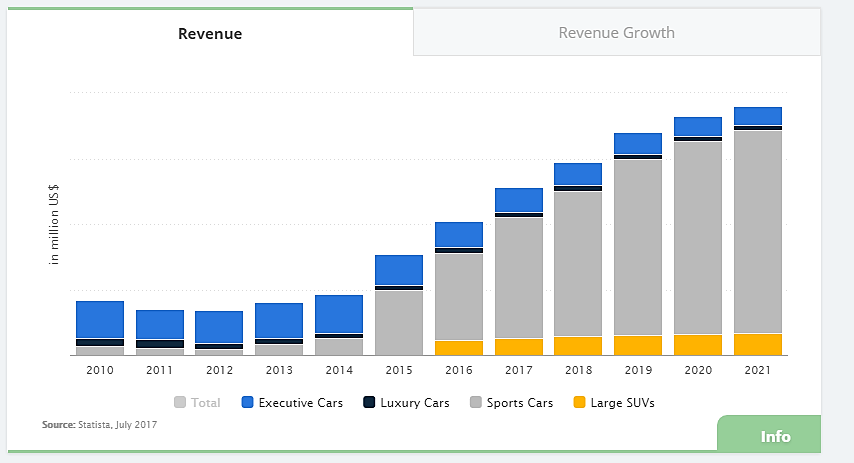 Revenue
Revenue Growth
in million US$
2010 2011 2012 2013 2014 2015 2016 2017 2018 2019 2020 2021
Total Executive Cars Luxury Cars Sports Cars Large SUVs
Source: Statista, July 2017
Info